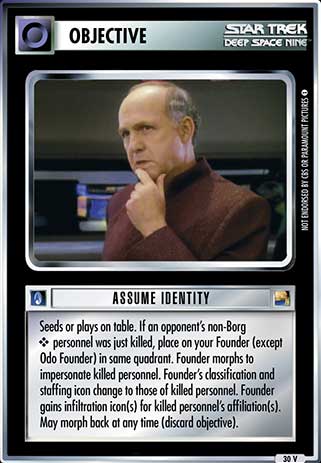 OBJECTIVE
STAR TREK
DEEP SPACE NINE
NOT ENDORSED BY CBS OR PARAMOUNT PICTURES
ASSUME IDENTITY
Seeds or plays on table. If an opponent's non-Borg
❖ personnel was just killed, place on your Founder (except
Odo Founder) in same quadrant. Founder morphs to
impersonate killed personnel. Founder's classification and
staffing icon change to those of killed personnel. Founder
gains infiltration icon(s) for killed personnel's affiliation(s).
May morph back at any time (discard objective).
30 V